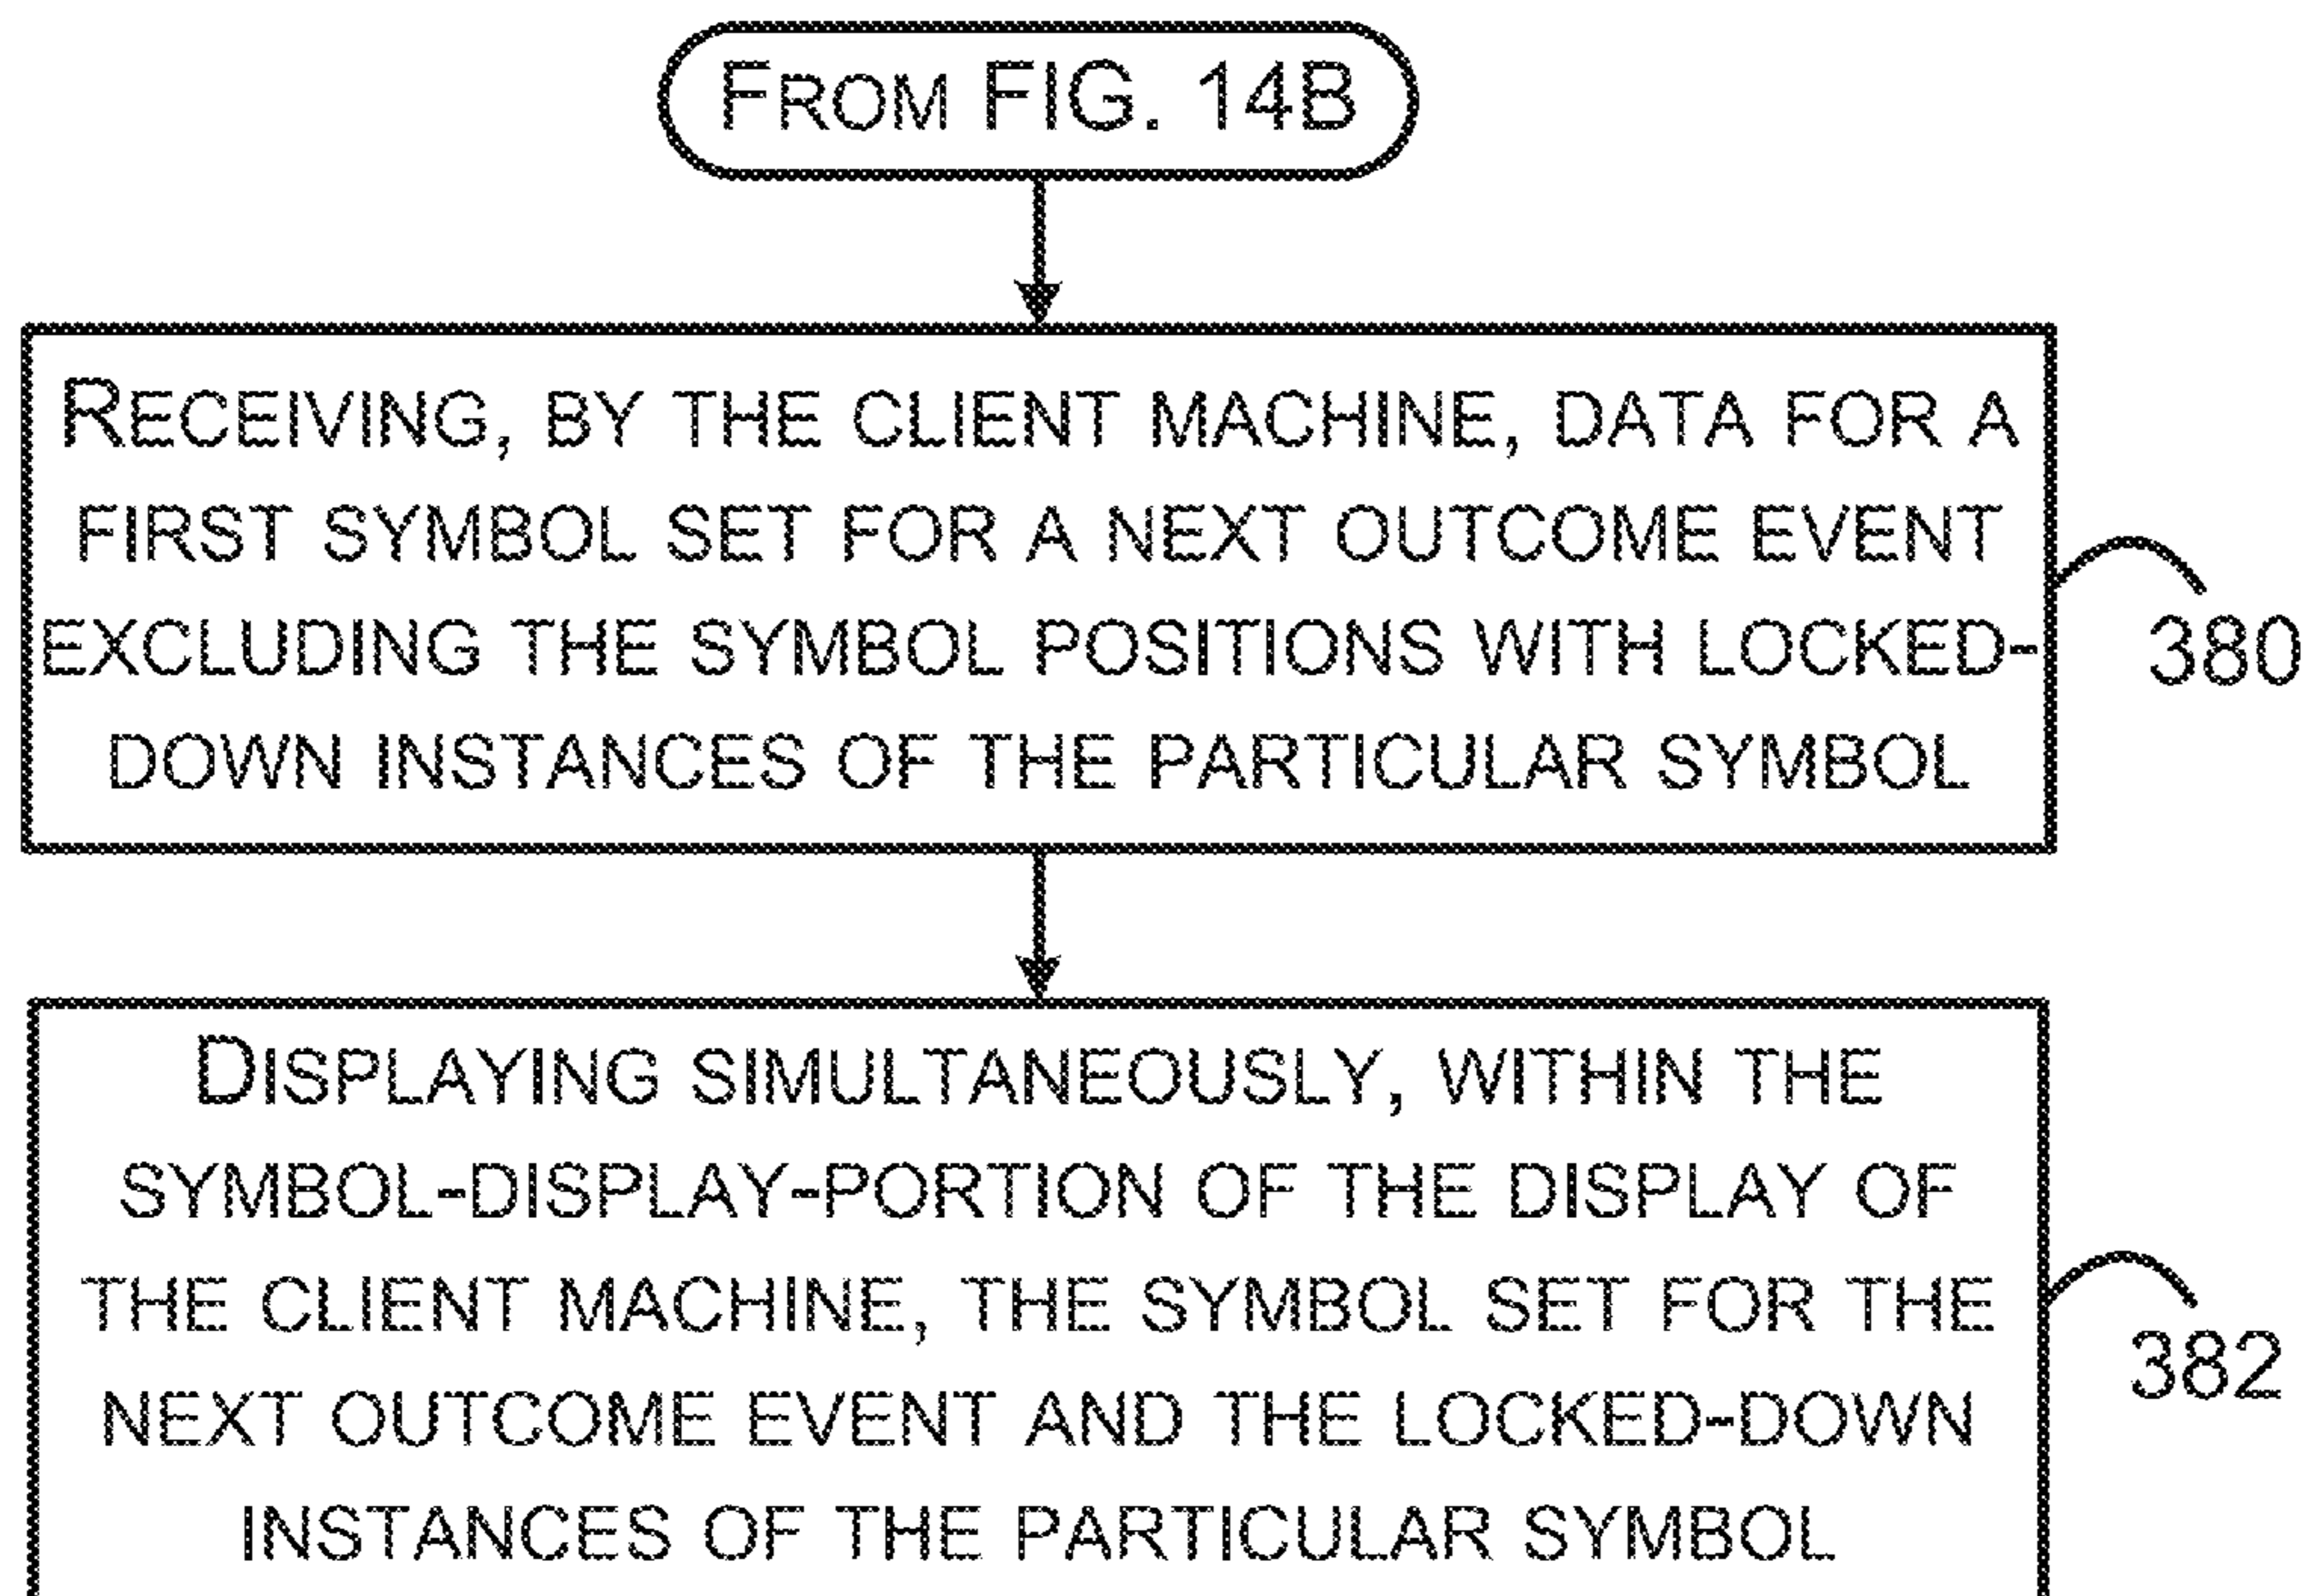 FROM FIG. 14B
RECEIVING, BY THE CLIENT MACHINE, DATA FOR A
FIRST SYMBOL SET FOR A NEXT OUTCOME EVENT
EXCLUDING THE SYMBOL POSITIONS WITH LOCKED-
DOWN INSTANCES OF THE PARTICULAR SYMBOL
380
DISPLAYING SIMULTANEOUSLY, WITHIN THE
SYMBOL-DISPLAY-PORTION OF THE DISPLAY OF
THE CLIENT MACHINE, THE SYMBOL SET FOR THE
NEXT OUTCOME EVENT AND THE LOCKED-DOWN
INSTANCES OF THE PARTICULAR SYMBOL
382